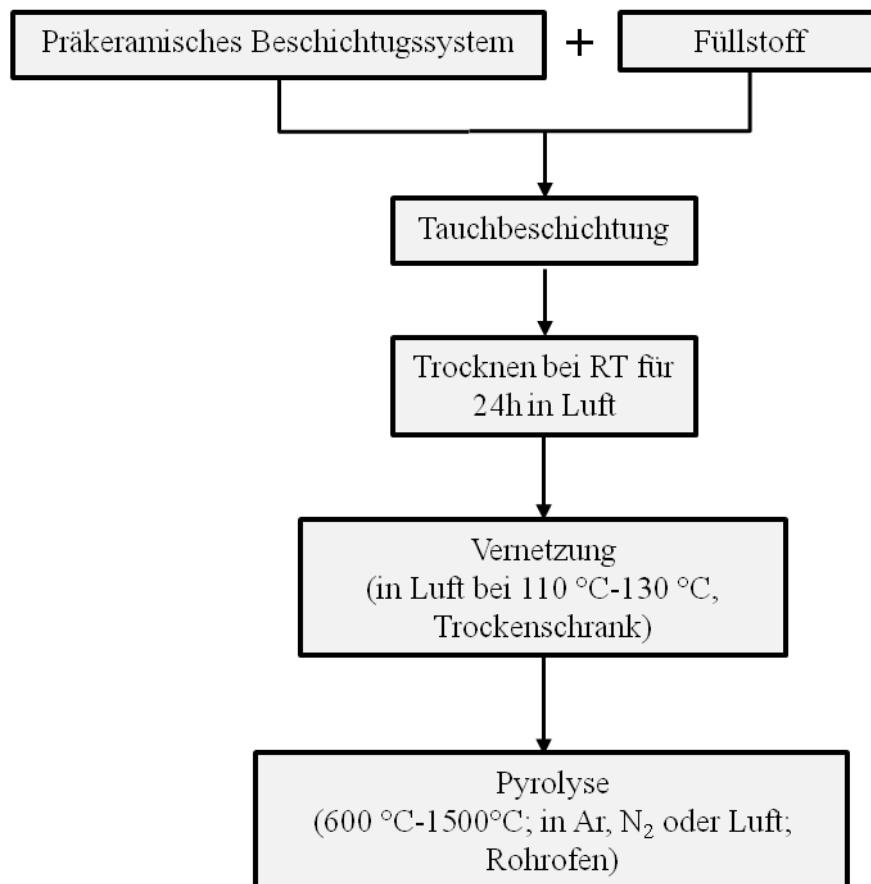 Präkeramisches Beschichtugssystem + Füllstoff
Tauchbeschichtung
Trocknen bei RT für
24h in Luft
Vernetzung
(in Luft bei 110 °C-130 °C,
Trockenschrank)
Pyrolyse
(600 °C-1500°C; in Ar, N₂ oder Luft;
Rohrofen)